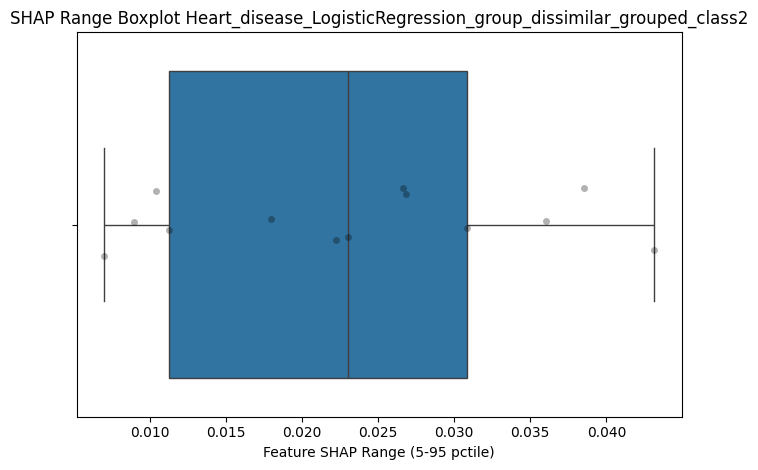 SHAP Range Boxplot Heart_disease_LogisticRegression_group_dissimilar_grouped_class2
0.010 0.015 0.020 0.025 0.030 0.035 0.040
Feature SHAP Range (5-95 pctile)